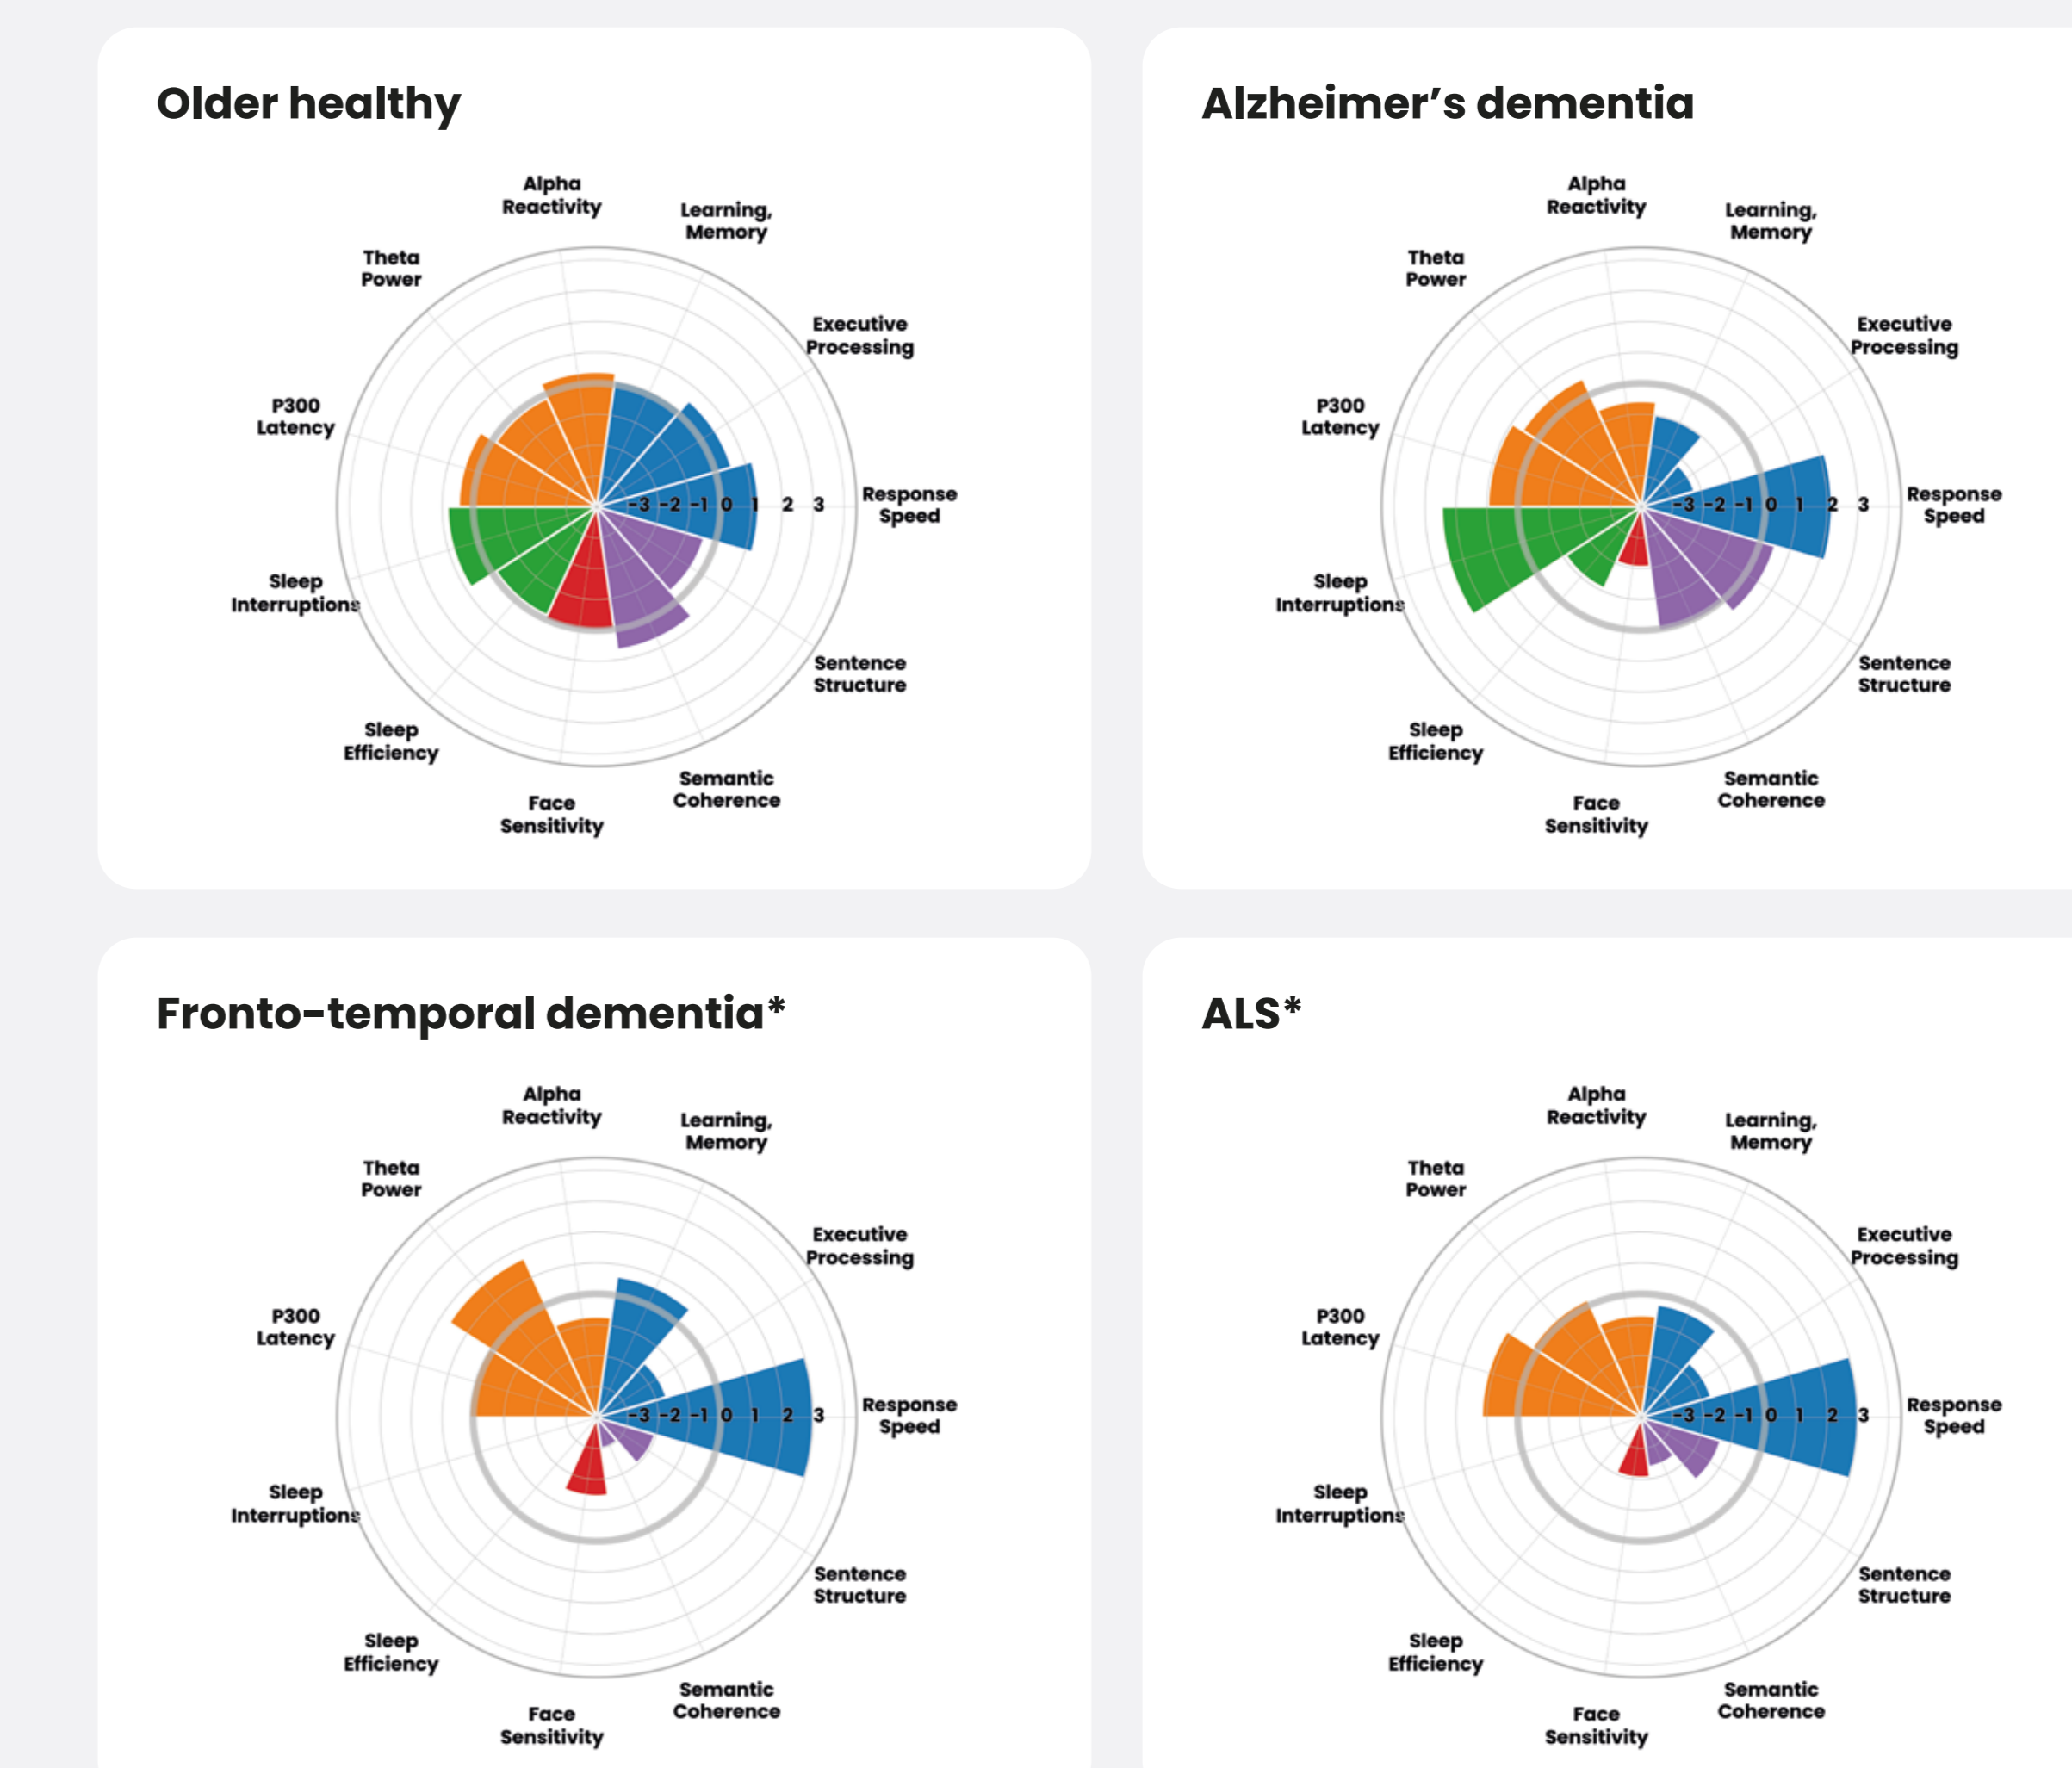 Older healthy
Alpha
Reactivity
Learning,
Memory
Theta
Power
Executive
Processing
P300
Latency
-3 -2 -1 0 1 2 3
Response
Speed
Sleep
Interruptions
Sentence
Structure
Sleep
Efficiency
Semantic
Coherence
Face
Sensitivity
Alzheimer’s dementia
Alpha
Reactivity
Learning,
Memory
Theta
Power
Executive
Processing
P300
Latency
-3 -2 -1 0 1 2 3
Response
Speed
Sleep
Interruptions
Sentence
Structure
Sleep
Efficiency
Semantic
Coherence
Face
Sensitivity
Fronto-temporal dementia*
Alpha
Reactivity
Learning,
Memory
Theta
Power
Executive
Processing
P300
Latency
-3 -2 -1 0 1 2 3
Response
Speed
Sleep
Interruptions
Sentence
Structure
Sleep
Efficiency
Semantic
Coherence
Face
Sensitivity
ALS*
Alpha
Reactivity
Learning,
Memory
Theta
Power
Executive
Processing
P300
Latency
-3 -2 -1 0 1 2 3
Response
Speed
Sleep
Interruptions
Sentence
Structure
Sleep
Efficiency
Semantic
Coherence
Face
Sensitivity